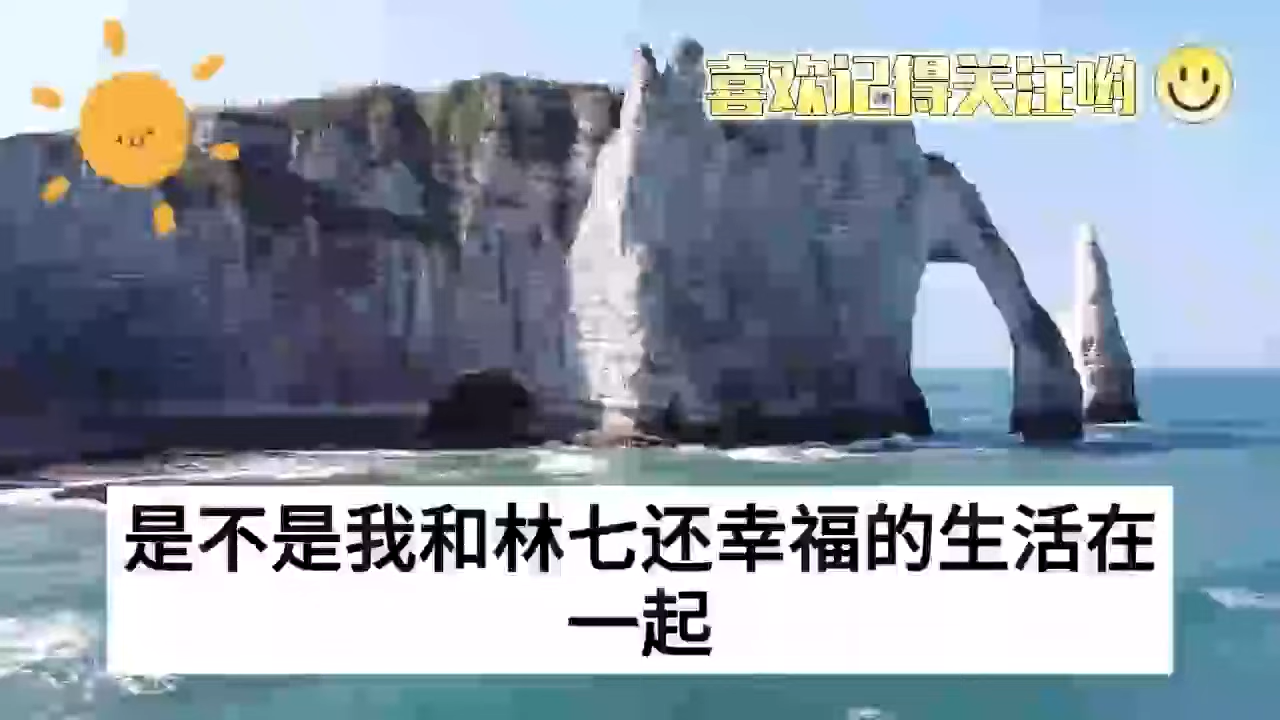 喜欢记得关注哟
是不是我和林七还幸福的生活在
一起